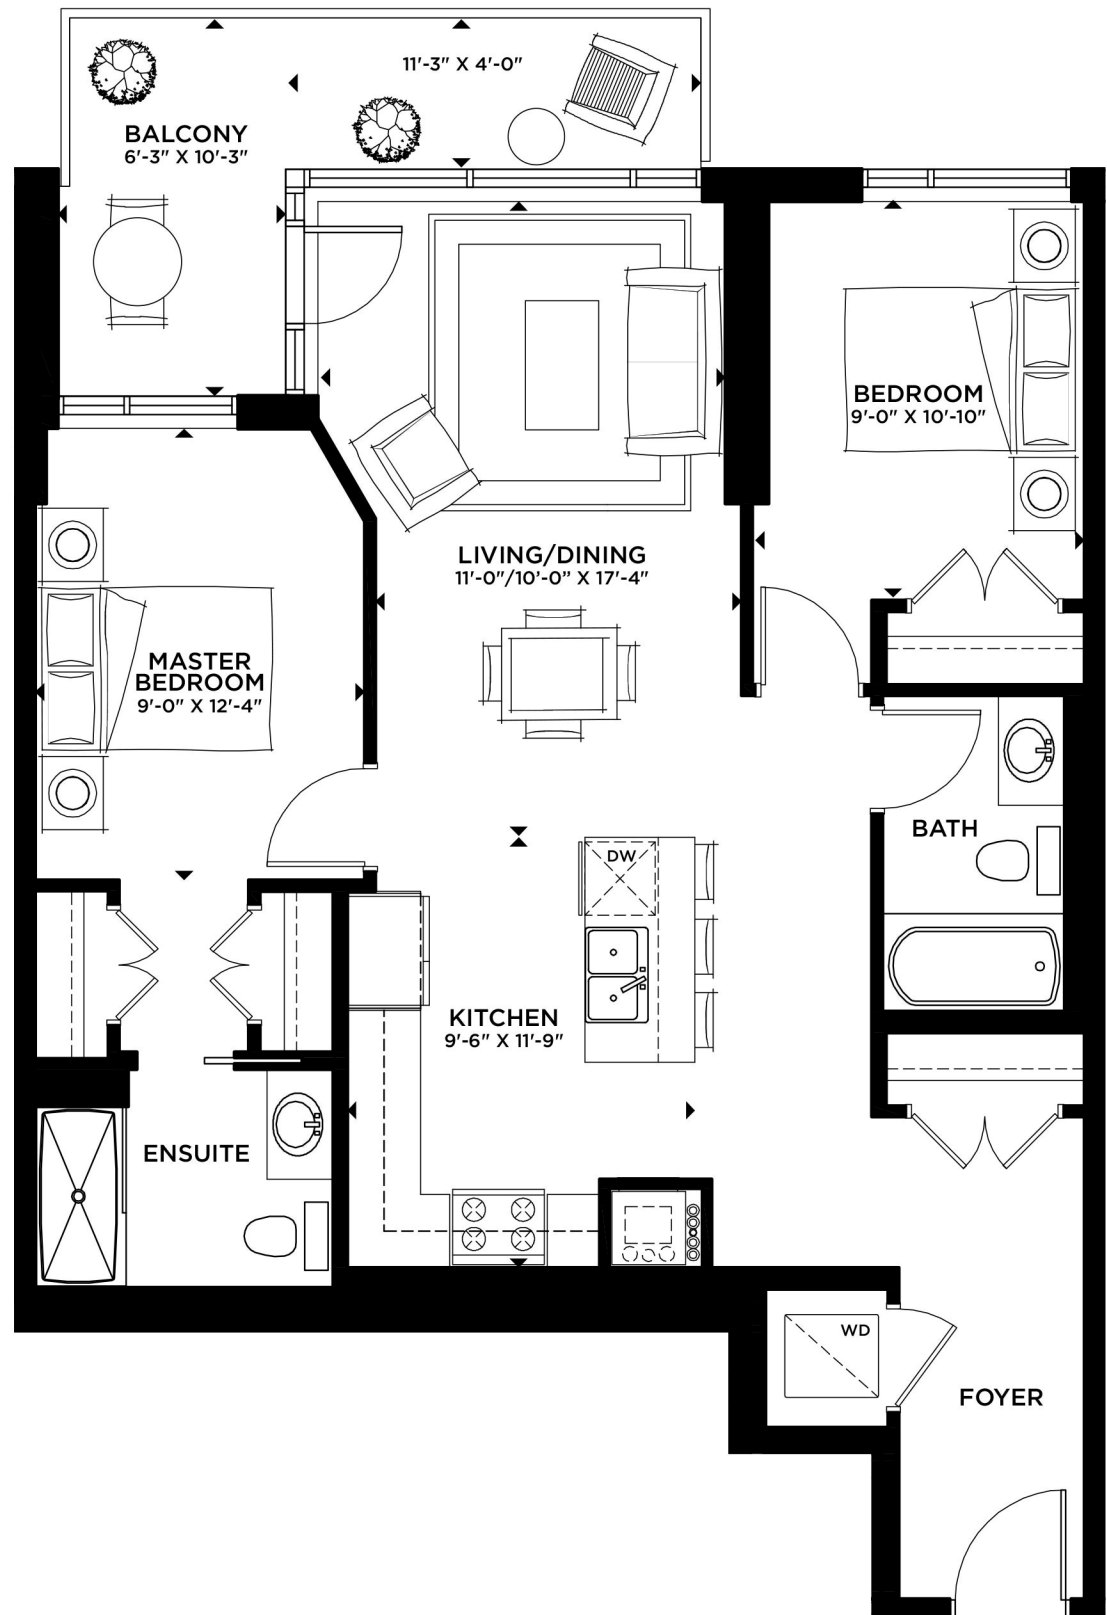 11'-3" X 4'-0"
BALCONY
6'-3" X 10'-3"
BEDROOM
9'-0" X 10'-10"
LIVING/DINING
11'-0"/10'-0” X 17'-4"
MASTER
BEDROOM
9'-0" X 12'-4"
BATH
DW
KITCHEN
9'-6" X 11'-9"
ENSUITE
WD
FOYER